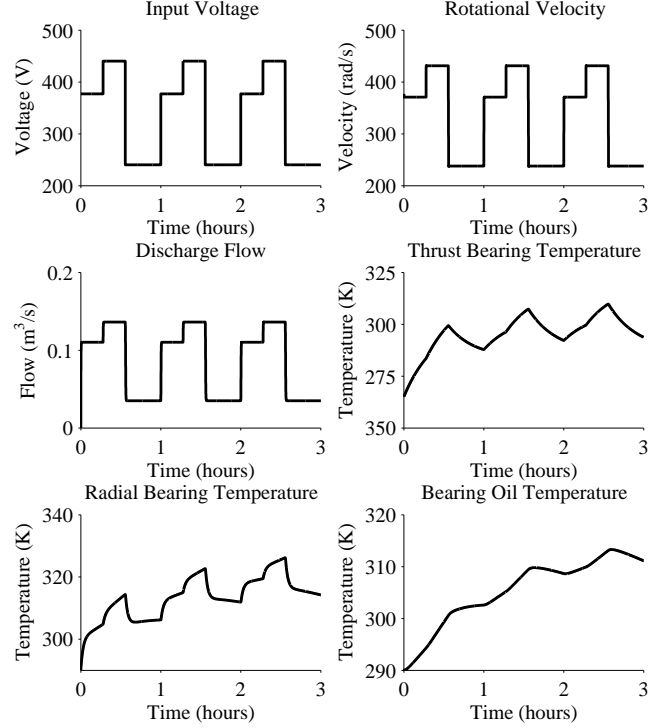 Input Voltage
Rotational Velocity
500
400
300
200
Voltage (V)
0 1 2 3
Time (hours)
500
400
300
200
Velocity (rad/s)
0 1 2 3
Time (hours)
Discharge Flow
Thrust Bearing Temperature
0.2
0.1
0
Flow (m³/s)
0 1 2 3
Time (hours)
325
300
275
350
Temperature (K)
0 1 2 3
Time (hours)
Radial Bearing Temperature
Bearing Oil Temperature
340
320
300
Temperature (K)
0 1 2 3
Time (hours)
320
310
300
290
Temperature (K)
0 1 2 3
Time (hours)